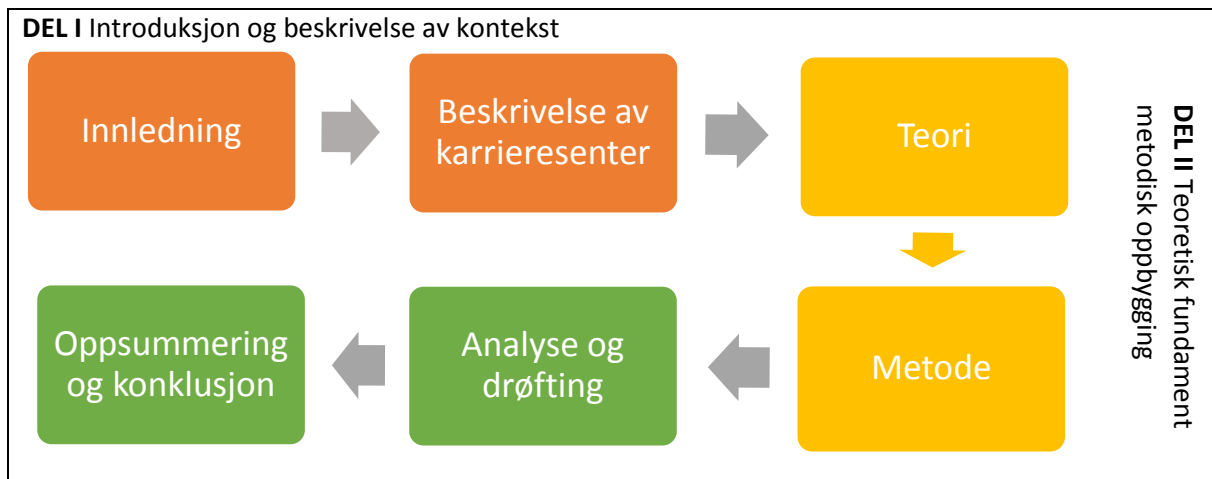 DEL I Introduksjon og beskrivelse av kontekst
Innledning
Beskrivelse av
karrieresenter
Teori
DEL II Teoretisk fundament
metodisk oppbygging
Metode
Analyse og
drøfting
Oppsummering
og konklusjon